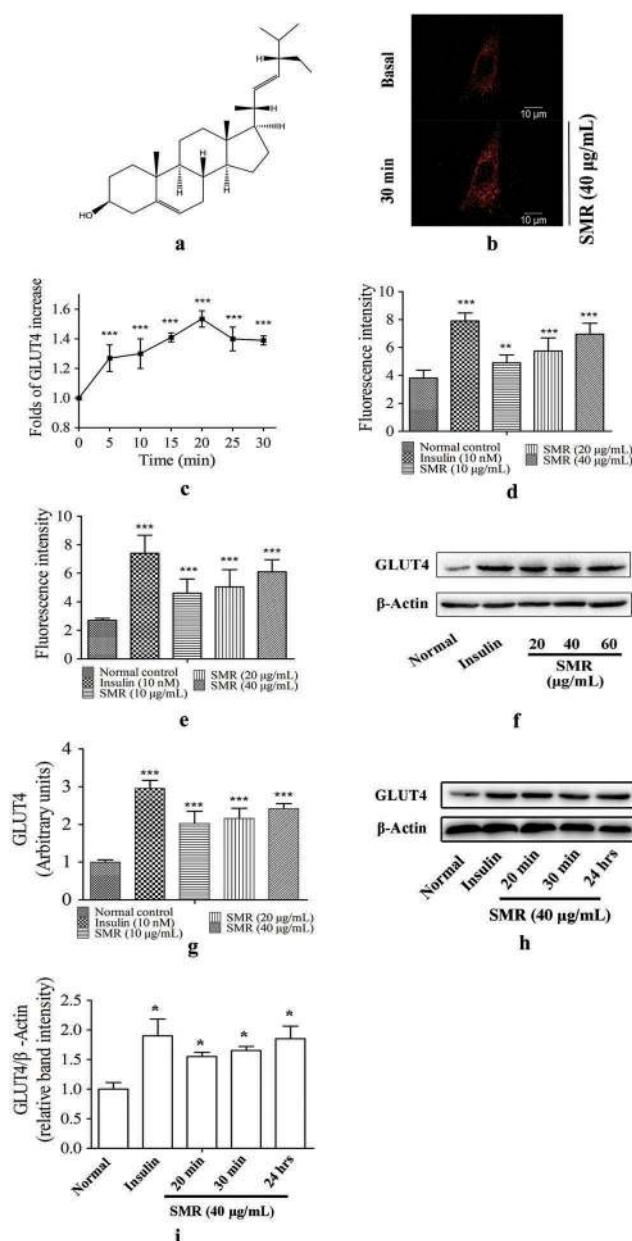 H
H
H
H
H
HO
a
Basal
10 µm
30 min
10 µm
SMR (40 µg/mL)
b
Folds of GLUT4 increase
1.6
1.4
1.2
1.0
0.8
***
***
***
***
***
***
0 5 10 15 20 25 30
Time (min)
c
Fluorescence intensity
10
8
6
4
2
0
***
**
***
***
Normal control
Insulin (10 nM)
SMR (10 µg/mL)
SMR (20 µg/mL)
SMR (40 µg/mL)
d
Fluorescence intensity
10
8
6
4
2
0
***
***
***
***
Normal control
Insulin (10 nM)
SMR (10 µg/mL)
SMR (20 µg/mL)
SMR (40 µg/mL)
e
GLUT4
β-Actin
Normal
Insulin
20 40 60
SMR
(µg/mL)
f
GLUT4
(Arbitrary units)
4
3
2
1
0
***
***
***
***
Normal control
Insulin (10 nM)
SMR (10 µg/mL)
SMR (20 µg/mL)
SMR (40 µg/mL)
g
GLUT4
β-Actin
Normal
Insulin
20 min
30 min
24 hrs
SMR (40 µg/mL)
h
GLUT4/β -Actin
(relative band intensity)
2.5
2.0
1.5
1.0
0.5
0.0
*
*
*
*
Normal
Insulin
20 min
30 min
24 hrs
SMR (40 µg/mL)
i